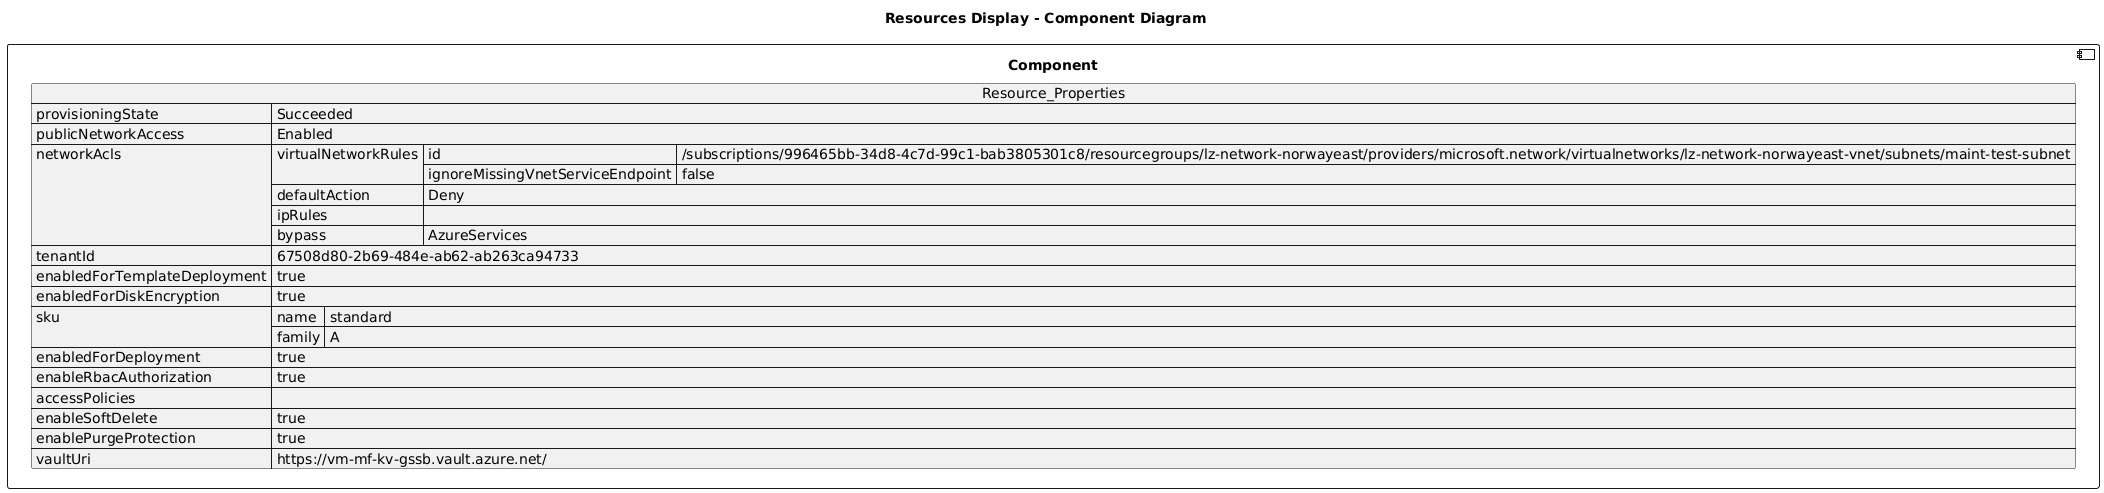 Resources Display - Component Diagram
Component
Resource_Properties
provisioningState Succeeded
publicNetworkAccess Enabled
networkAcls virtualNetworkRules id /subscriptions/996465bb-34d8-4c7d-99c1-bab3805301c8/resourcegroups/lz-network-norwayeast/providers/microsoft.network/virtualnetworks/lz-network-norwayeast-vnet/subnets/maint-test-subnet
ignoreMissingVnetServiceEndpoint false
defaultAction Deny
ipRules
bypass AzureServices
tenantId 67508d80-2b69-484e-ab62-ab263ca94733
enabledForTemplateDeployment true
enabledForDiskEncryption true
sku name standard
family A
enabledForDeployment true
enableRbacAuthorization true
accessPolicies
enableSoftDelete true
enablePurgeProtection true
vaultUri https://vm-mf-kv-gssb.vault.azure.net/